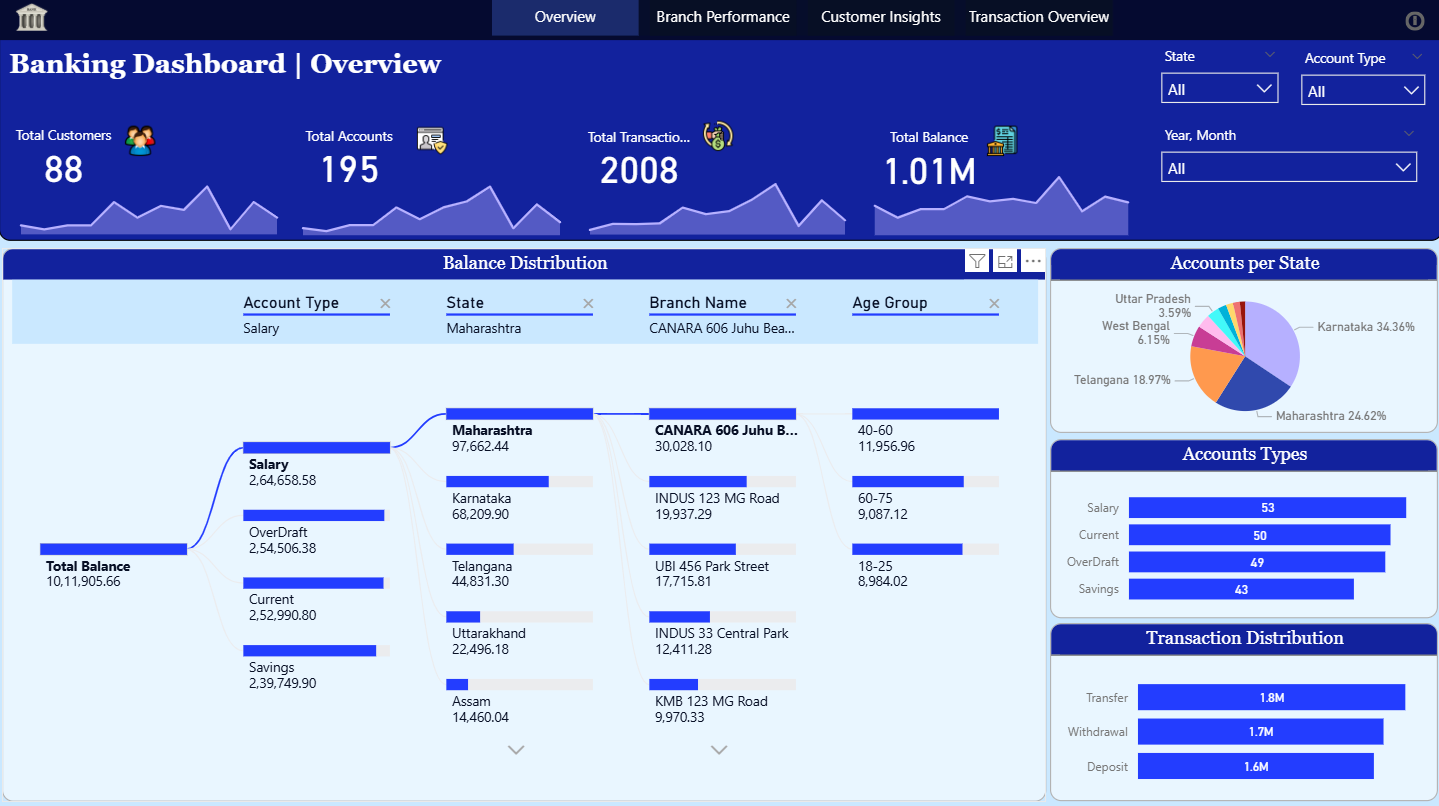 Overview
Branch Performance
Customer Insights
Transaction Overview
Banking Dashboard | Overview
State
All
Account Type
All
Year, Month
All
Total Customers
88
Total Accounts
195
Total Transactio...
2008
Total Balance
1.01M
Balance Distribution
Account Type
Salary
State
Maharashtra
Branch Name
CANARA 606 Juhu Bea...
Age Group
Total Balance
10,11,905.66
Salary
2,64,658.58
OverDraft
2,54,506.38
Current
2,52,990.80
Savings
2,39,749.90
Maharashtra
97,662.44
Karnataka
68,209.90
Telangana
44,831.30
Uttarakhand
22,496.18
Assam
14,460.04
CANARA 606 Juhu B...
30,028.10
INDUS 123 MG Road
19,937.29
UBI 456 Park Street
17,715.81
INDUS 33 Central Park
12,411.28
KMB 123 MG Road
9,970.33
40-60
11,956.96
60-75
9,087.12
18-25
8,984.02
Accounts per State
Uttar Pradesh
3.59%
West Bengal
6.15%
Telangana 18.97%
Karnataka 34.36%
Maharashtra 24.62%
Accounts Types
Salary 53
Current 50
OverDraft 49
Savings 43
Transaction Distribution
Transfer 1.8M
Withdrawal 1.7M
Deposit 1.6M